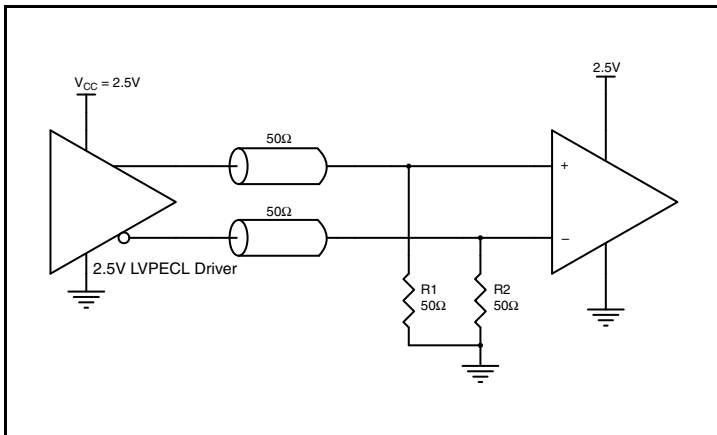 V_CC = 2.5V
2.5V
50Ω
50Ω
+
−
2.5V LVPECL Driver
R1
50Ω
R2
50Ω